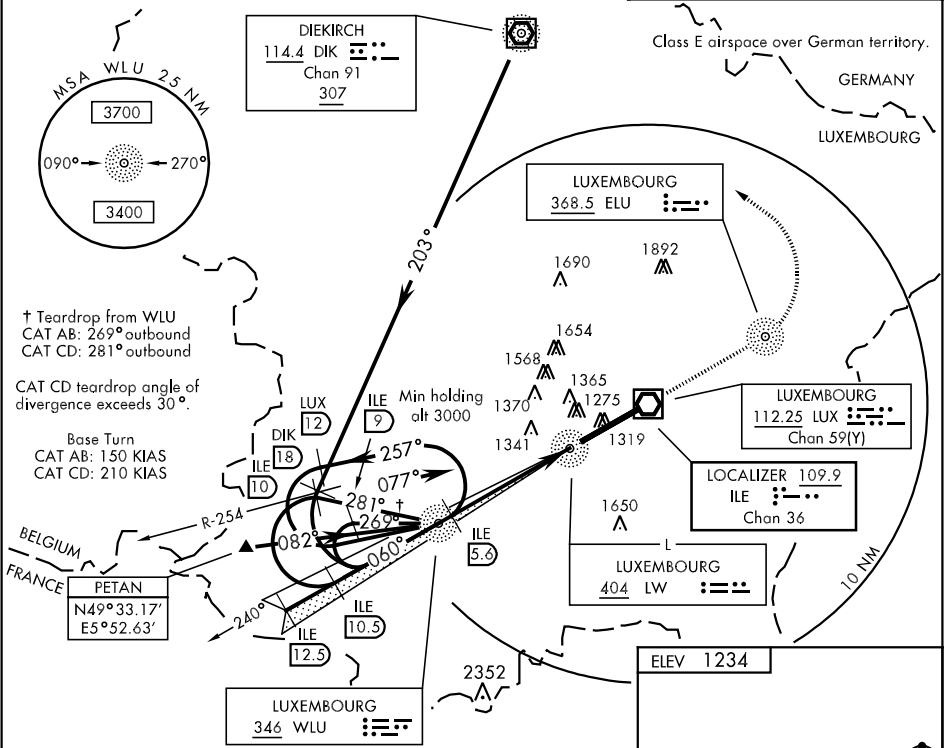 DIEKIRCH
114.4 DIK
Chan 91
307
Class E airspace over German territory.
GERMANY
LUXEMBOURG
MSA WLU 25 NM
3700
090°
270°
3400
LUXEMBOURG
368.5 ELU
203°
1690
1892
† Teardrop from WLU
CAT AB: 269° outbound
CAT CD: 281° outbound
CAT CD teardrop angle of
divergence exceeds 30°.
Base Turn
CAT AB: 150 KIAS
CAT CD: 210 KIAS
1654
1568
1365
1370
1275
1341
1319
LUX
12
ILE
9
Min holding
alt 3000
DIK
18
ILE
10
LUXEMBOURG
112.25 LUX
Chan 59(Y)
257°
077°
281° †
269°
R-254
082°
060°
LOCALIZER 109.9
ILE
Chan 36
1650
ILE
5.6
BELGIUM
FRANCE
PETAN
N49°33.17'
E5°52.63'
L
LUXEMBOURG
404 LW
10 NM
240°
ILE
10.5
ILE
12.5
2352
ELEV 1234
LUXEMBOURG
346 WLU